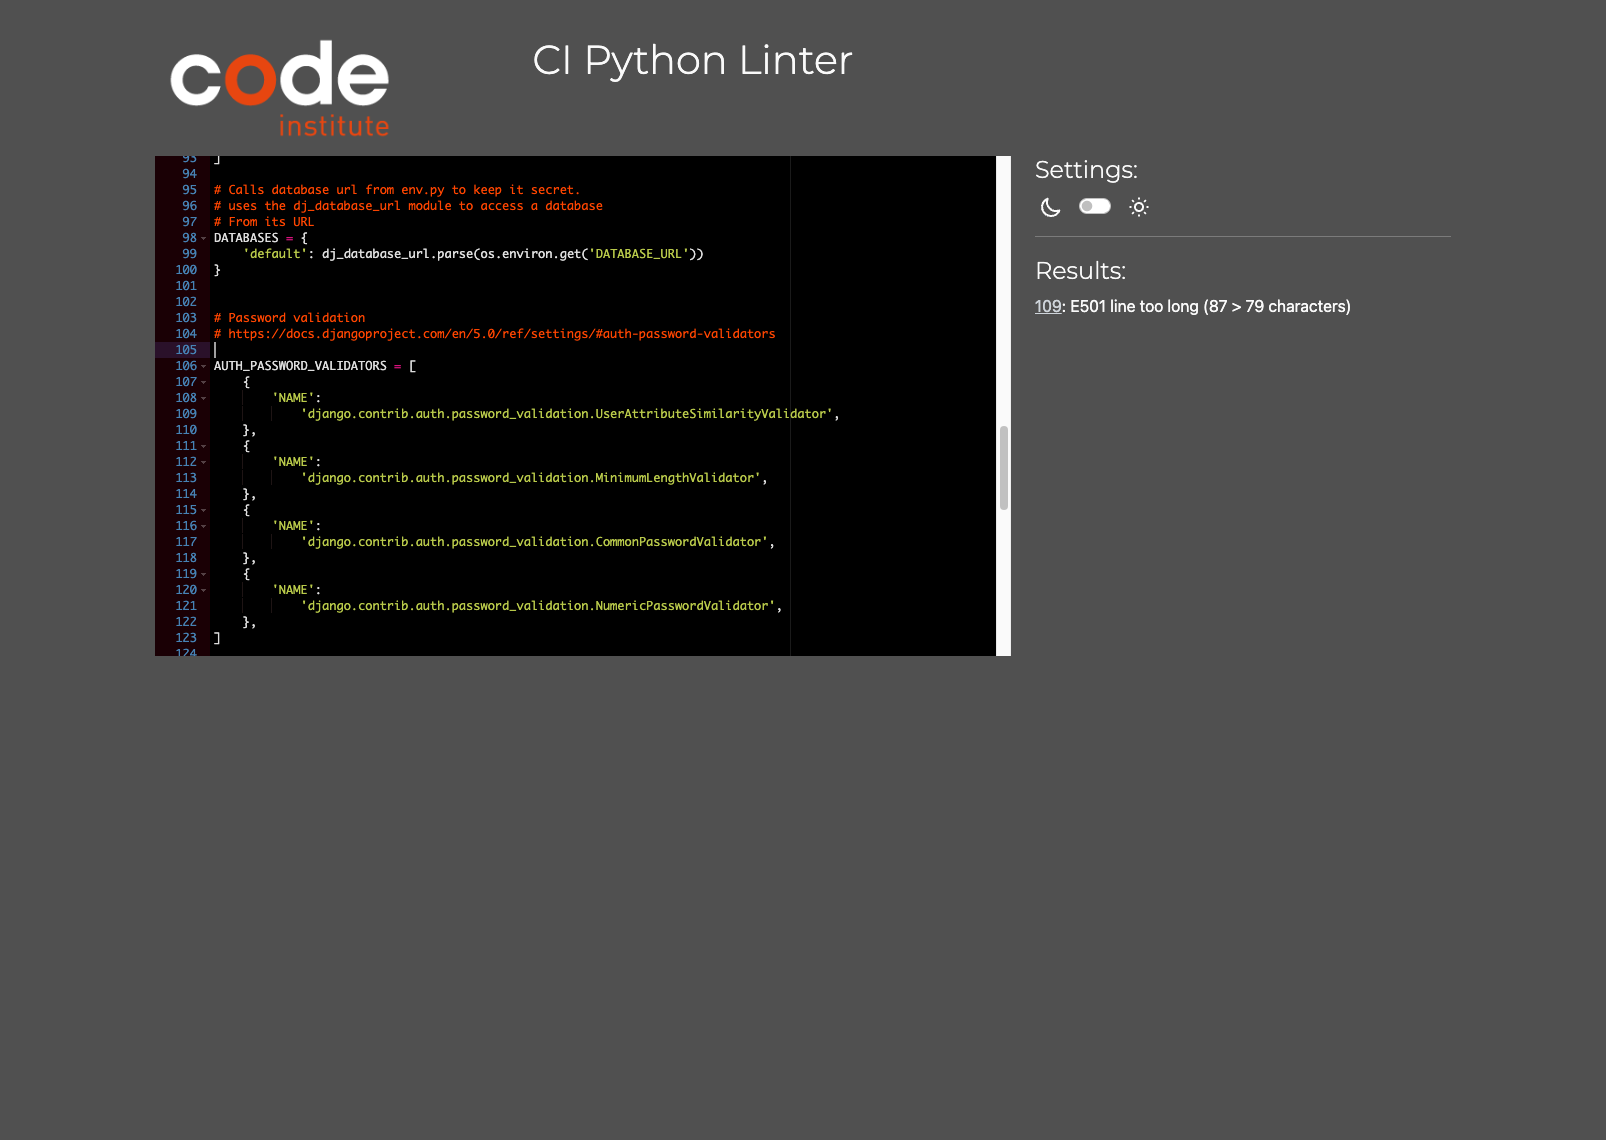 code
institute
CI Python Linter
93 ]
94
95 # Calls database url from env.py to keep it secret.
96 # uses the dj_database_url module to access a database
97 # From its URL
98 DATABASES = {
99     'default': dj_database_url.parse(os.environ.get('DATABASE_URL'))
100 }
101
102
103 # Password validation
104 # https://docs.djangoproject.com/en/5.0/ref/settings/#auth-password-validators
105
106 AUTH_PASSWORD_VALIDATORS = [
107     {
108         'NAME':
109             'django.contrib.auth.password_validation.UserAttributeSimilarityValidator',
110     },
111     {
112         'NAME':
113             'django.contrib.auth.password_validation.MinimumLengthValidator',
114     },
115     {
116         'NAME':
117             'django.contrib.auth.password_validation.CommonPasswordValidator',
118     },
119     {
120         'NAME':
121             'django.contrib.auth.password_validation.NumericPasswordValidator',
122     },
123 ]
124
Settings:
Results:
109: E501 line too long (87 > 79 characters)